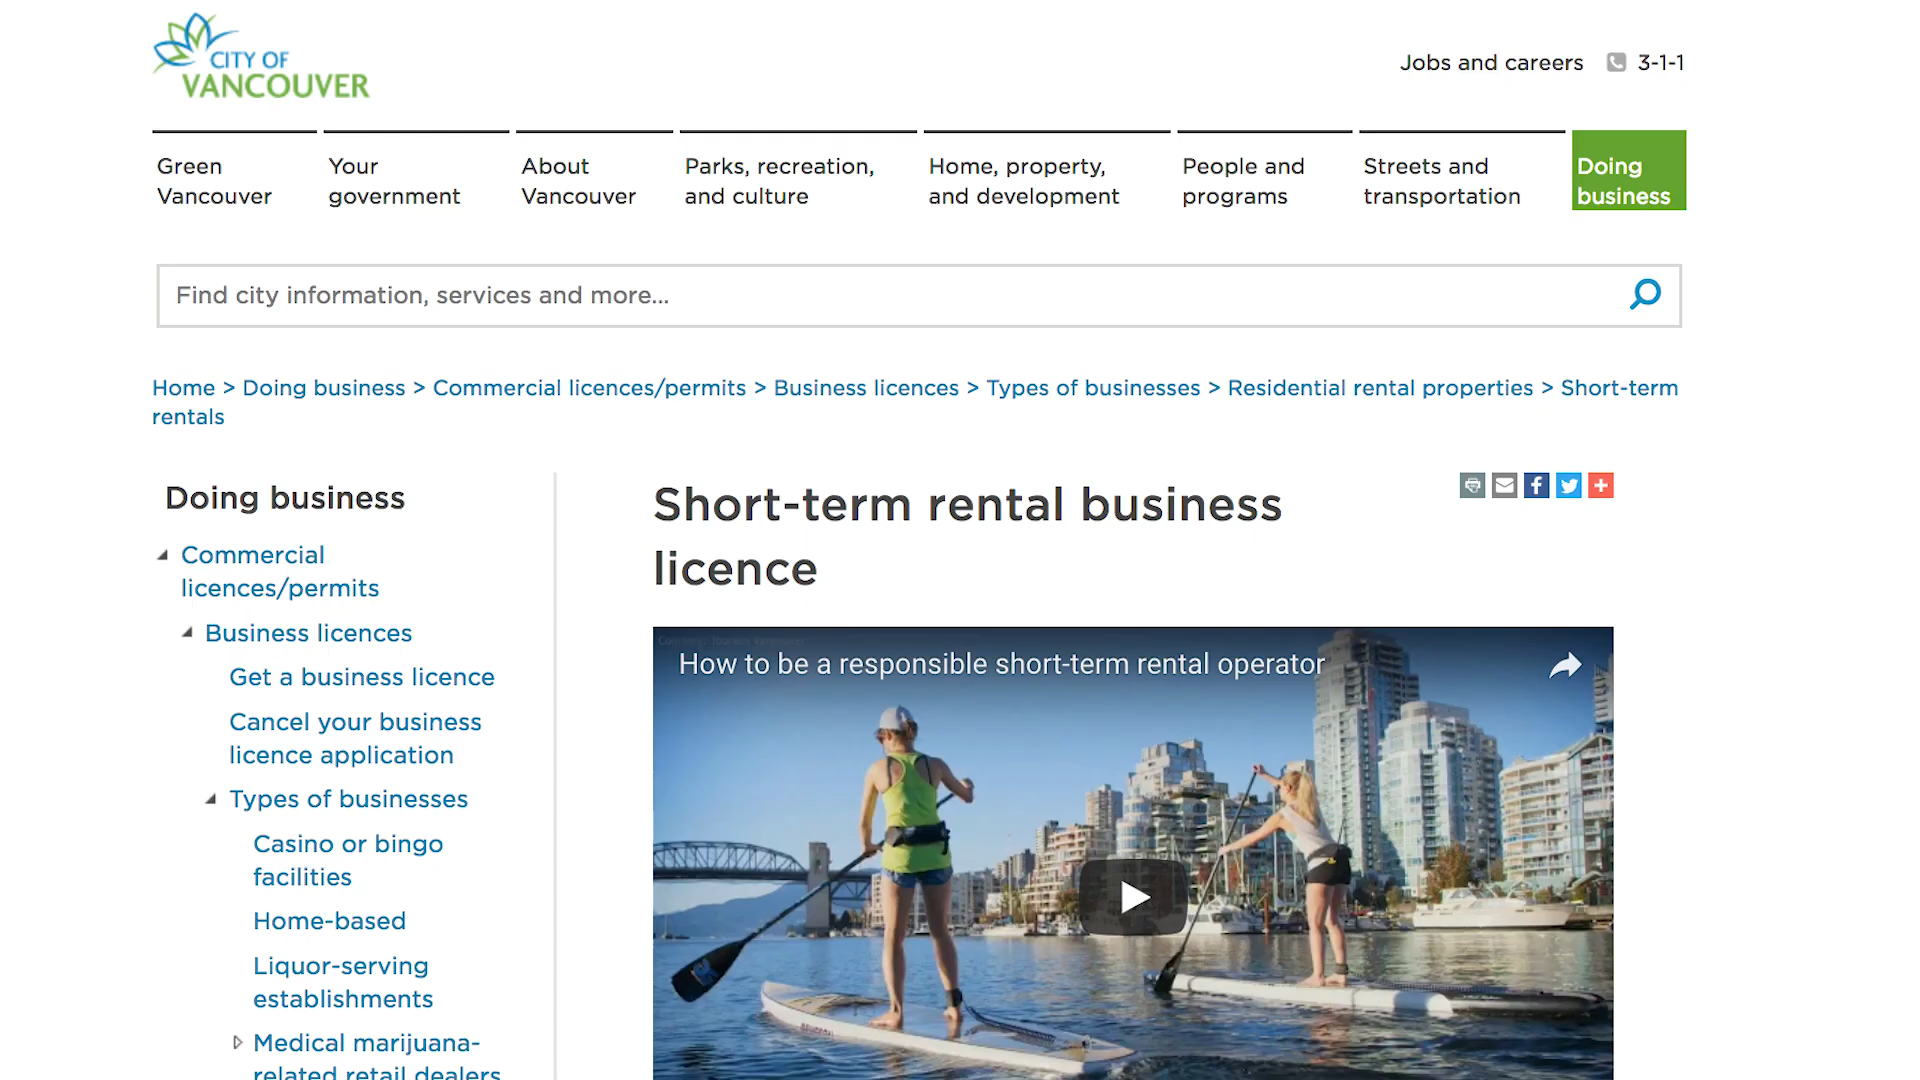 CITY OF
VANCOUVER
Jobs and careers
3-1-1
Green
Vancouver
Your
government
About
Vancouver
Parks, recreation,
and culture
Home, property,
and development
People and
programs
Streets and
transportation
Doing
business
Find city information, services and more...
Home > Doing business > Commercial licences/permits > Business licences > Types of businesses > Residential rental properties > Short-term
rentals
Doing business
Commercial
licences/permits
Business licences
Get a business licence
Cancel your business
licence application
Types of businesses
Casino or bingo
facilities
Home-based
Liquor-serving
establishments
Medical marijuana-
related retail dealers
Short-term rental business
licence
How to be a responsible short-term rental operator